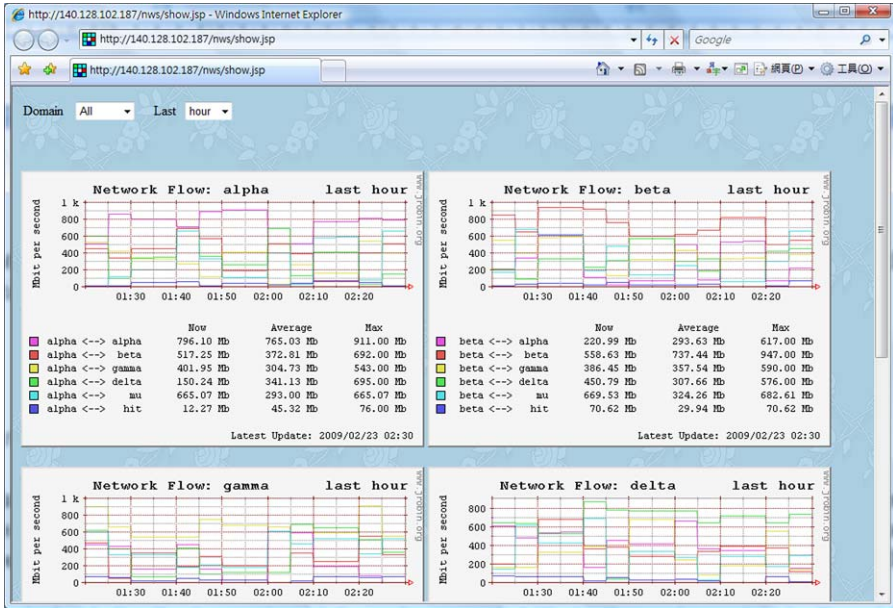 http://140.128.102.187/nws/show.jsp - Windows Internet Explorer
http://140.128.102.187/nws/show.jsp
Google
http://140.128.102.187/nws/show.jsp
網頁(P)
工具(O)
Domain All Last hour
Network Flow: alpha last hour
www.jrobin.org
Mbit per second
1 k
800
600
400
200
0
01:30 01:40 01:50 02:00 02:10 02:20
Now Average Max
alpha <--> alpha 796.10 Mb 765.03 Mb 911.00 Mb
alpha <--> beta 517.25 Mb 372.81 Mb 692.00 Mb
alpha <--> gamma 401.95 Mb 304.73 Mb 543.00 Mb
alpha <--> delta 150.24 Mb 341.13 Mb 695.00 Mb
alpha <--> mu 665.07 Mb 293.00 Mb 665.07 Mb
alpha <--> hit 12.27 Mb 45.32 Mb 76.00 Mb
Latest Update: 2009/02/23 02:30
Network Flow: beta last hour
www.jrobin.org
Mbit per second
1 k
800
600
400
200
0
01:30 01:40 01:50 02:00 02:10 02:20
Now Average Max
beta <--> alpha 220.99 Mb 293.63 Mb 617.00 Mb
beta <--> beta 558.63 Mb 737.44 Mb 947.00 Mb
beta <--> gamma 386.45 Mb 357.54 Mb 590.00 Mb
beta <--> delta 450.79 Mb 307.66 Mb 576.00 Mb
beta <--> mu 669.53 Mb 324.26 Mb 682.61 Mb
beta <--> hit 70.62 Mb 29.94 Mb 70.62 Mb
Latest Update: 2009/02/23 02:30
Network Flow: gamma last hour
www.jrobin.org
Mbit per second
1 k
800
600
400
200
0
01:30 01:40 01:50 02:00 02:10 02:20
Network Flow: delta last hour
www.jrobin.org
Mbit per second
800
600
400
200
0
01:30 01:40 01:50 02:00 02:10 02:20